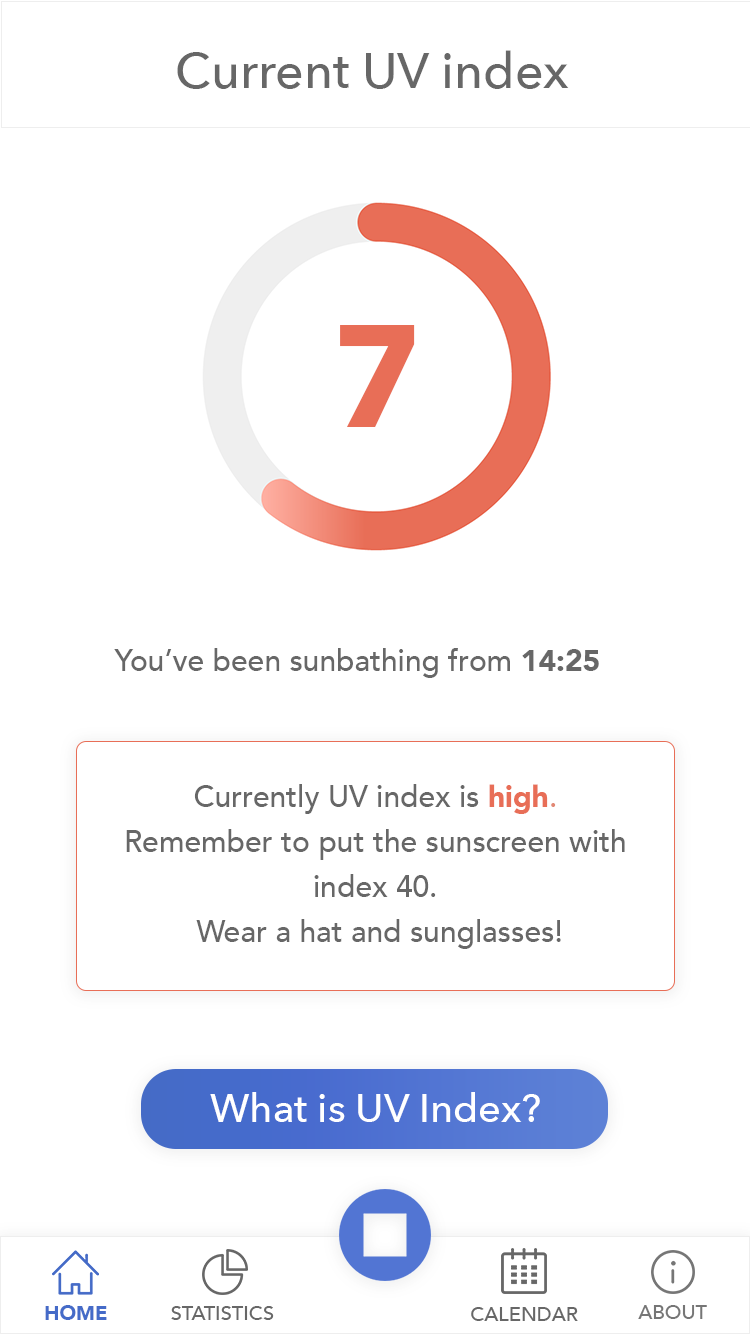 Current UV index
7
You've been sunbathing from 14:25
Currently UV index is high.
Remember to put the sunscreen with
index 40.
Wear a hat and sunglasses!
What is UV Index?
HOME
STATISTICS
CALENDAR
ABOUT